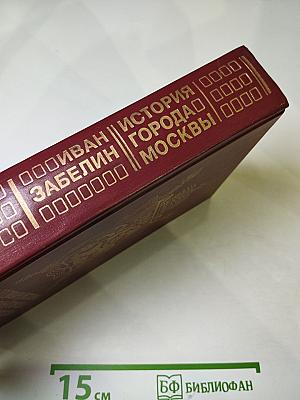 ИВАН
ЗАБЕЛИН
ИСТОРИЯ
ГОРОДА
МОСКВЫ
15 см
БФ БИБЛИОФАН